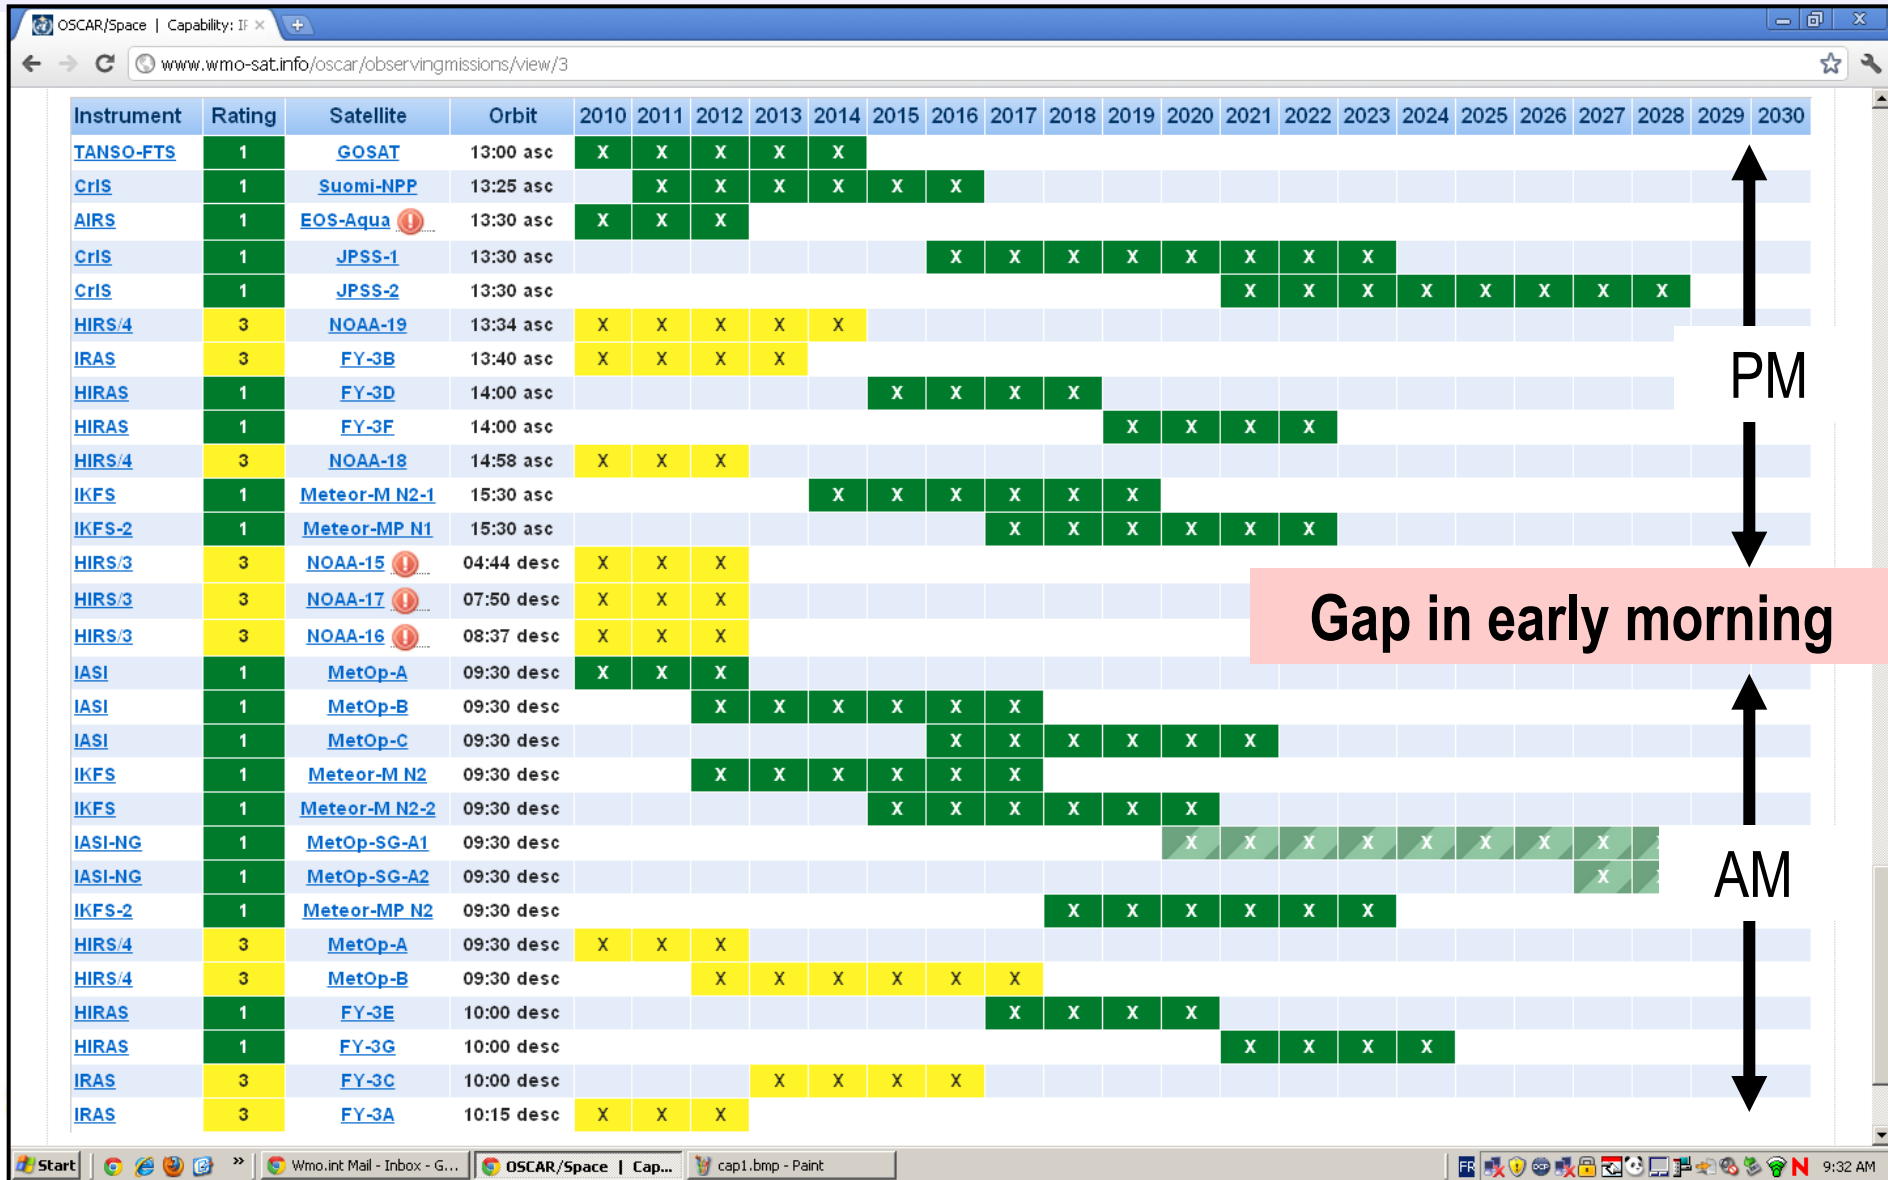 OSCAR/Space | Capability: IF
www.wmo-sat.info/oscar/observingmissions/view/3
Instrument Rating Satellite Orbit 2010 2011 2012 2013 2014 2015 2016 2017 2018 2019 2020 2021 2022 2023 2024 2025 2026 2027 2028 2029 2030
TANSO-FTS 1 GOSAT 13:00 asc X X X X X
CrIS 1 Suomi-NPP 13:25 asc X X X X X X
AIRS 1 EOS-Aqua 13:30 asc X X X
CrIS 1 JPSS-1 13:30 asc X X X X X X X X
CrIS 1 JPSS-2 13:30 asc X X X X X X X X
HIRS/4 3 NOAA-19 13:34 asc X X X X X
IRAS 3 FY-3B 13:40 asc X X X X
PM
HIRAS 1 FY-3D 14:00 asc X X X X
HIRAS 1 FY-3F 14:00 asc X X X X
HIRS/4 3 NOAA-18 14:58 asc X X X
IKFS 1 Meteor-M N2-1 15:30 asc X X X X X X
IKFS-2 1 Meteor-MP N1 15:30 asc X X X X X X
HIRS/3 3 NOAA-15 04:44 desc X X X
HIRS/3 3 NOAA-17 07:50 desc X X X
Gap in early morning
HIRS/3 3 NOAA-16 08:37 desc X X X
IASI 1 MetOp-A 09:30 desc X X X
IASI 1 MetOp-B 09:30 desc X X X X X X
IASI 1 MetOp-C 09:30 desc X X X X X X
IKFS 1 Meteor-M N2 09:30 desc X X X X X X
IKFS 1 Meteor-M N2-2 09:30 desc X X X X X X
IASI-NG 1 MetOp-SG-A1 09:30 desc X X X X X X X X
AM
IASI-NG 1 MetOp-SG-A2 09:30 desc X
IKFS-2 1 Meteor-MP N2 09:30 desc X X X X X X
HIRS/4 3 MetOp-A 09:30 desc X X X
HIRS/4 3 MetOp-B 09:30 desc X X X X X X
HIRAS 1 FY-3E 10:00 desc X X X X
HIRAS 1 FY-3G 10:00 desc X X X X
IRAS 3 FY-3C 10:00 desc X X X X
IRAS 3 FY-3A 10:15 desc X X X
Start » Wmo.int Mail - Inbox - G... OSCAR/Space | Cap... cap1.bmp - Paint FR 9:32 AM